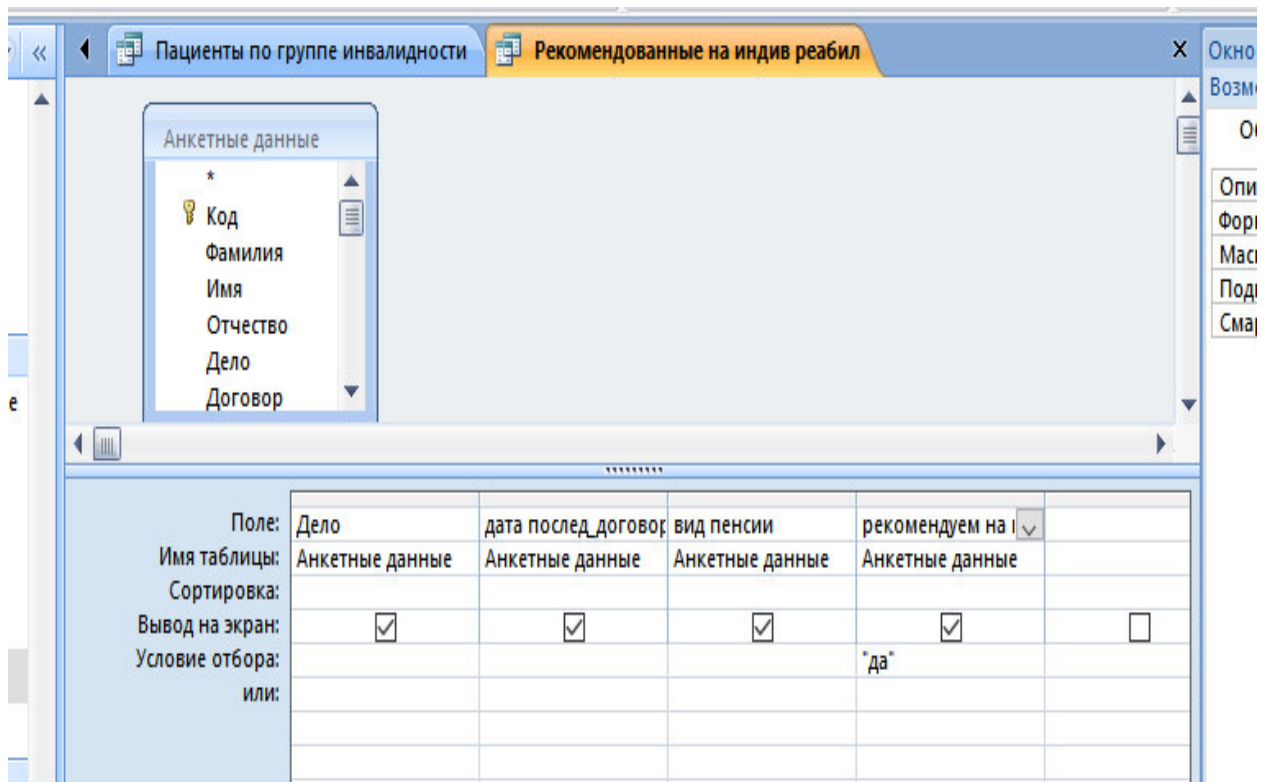 Пациенты по группе инвалидности
Рекомендованные на индив реабил
X
Анкетные данные
*
Код
Фамилия
Имя
Отчество
Дело
Договор
е
Поле: Дело дата послед_договор вид пенсии рекомендуем на
Имя таблицы: Анкетные данные Анкетные данные Анкетные данные Анкетные данные
Сортировка:
Вывод на экран:
Условие отбора: "да"
или:
Окно